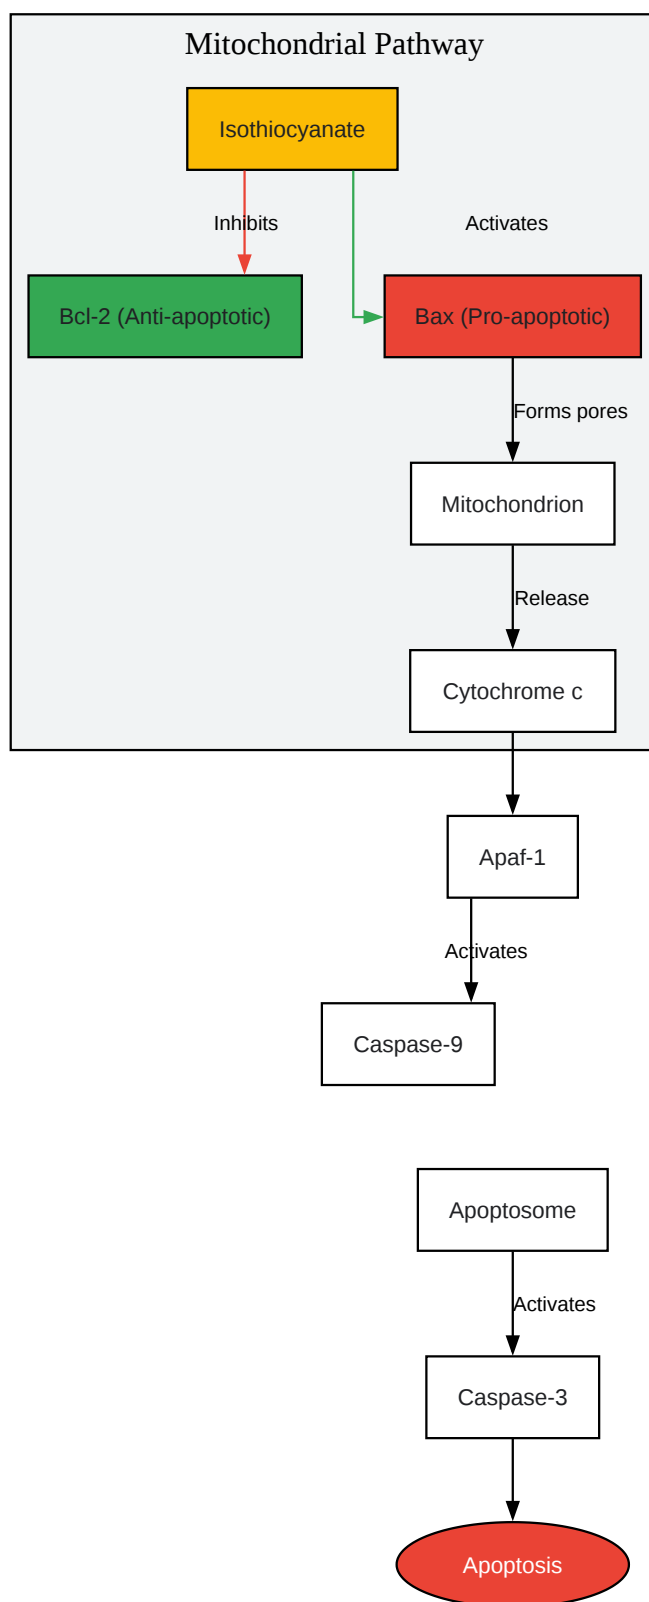 Mitochondrial Pathway
Isothiocyanate
Inhibits
Activates
Bcl-2 (Anti-apoptotic)
Bax (Pro-apoptotic)
Forms pores
Mitochondrion
Release
Cytochrome c
Apaf-1
Activates
Caspase-9
Apoptosome
Activates
Caspase-3
Apoptosis